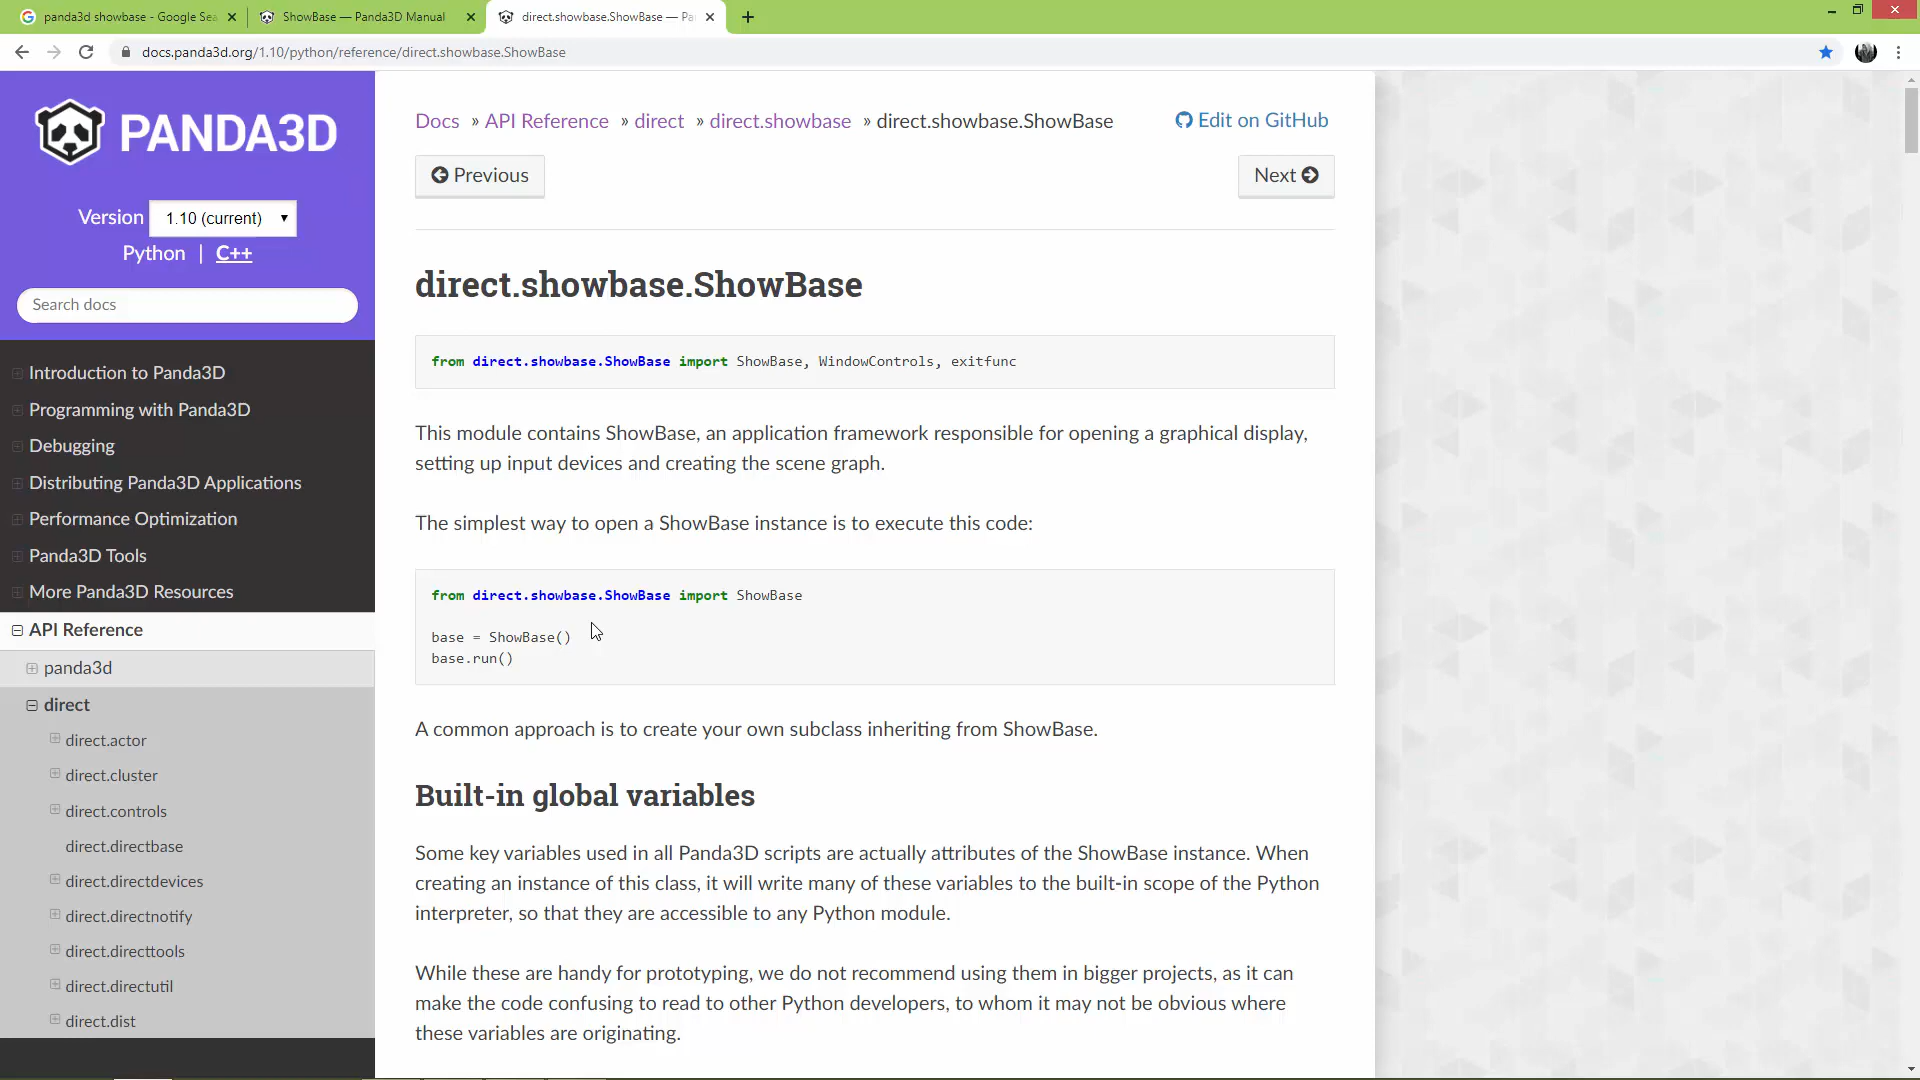 panda3d showbase - Google Sea
ShowBase — Panda3D Manual
direct.showbase.ShowBase — Pa
docs.panda3d.org/1.10/python/reference/direct.showbase.ShowBase
PANDA3D
Version 1.10 (current)
Python | C++
Search docs
Introduction to Panda3D
Programming with Panda3D
Debugging
Distributing Panda3D Applications
Performance Optimization
Panda3D Tools
More Panda3D Resources
API Reference
panda3d
direct
direct.actor
direct.cluster
direct.controls
direct.directbase
direct.directdevices
direct.directnotify
direct.directtools
direct.directutil
direct.dist
Docs » API Reference » direct » direct.showbase » direct.showbase.ShowBase
Edit on GitHub
Previous
Next
direct.showbase.ShowBase
from direct.showbase.ShowBase import ShowBase, WindowControls, exitfunc
This module contains ShowBase, an application framework responsible for opening a graphical display,
setting up input devices and creating the scene graph.
The simplest way to open a ShowBase instance is to execute this code:
from direct.showbase.ShowBase import ShowBase
base = ShowBase()
base.run()
A common approach is to create your own subclass inheriting from ShowBase.
Built-in global variables
Some key variables used in all Panda3D scripts are actually attributes of the ShowBase instance. When
creating an instance of this class, it will write many of these variables to the built-in scope of the Python
interpreter, so that they are accessible to any Python module.
While these are handy for prototyping, we do not recommend using them in bigger projects, as it can
make the code confusing to read to other Python developers, to whom it may not be obvious where
these variables are originating.